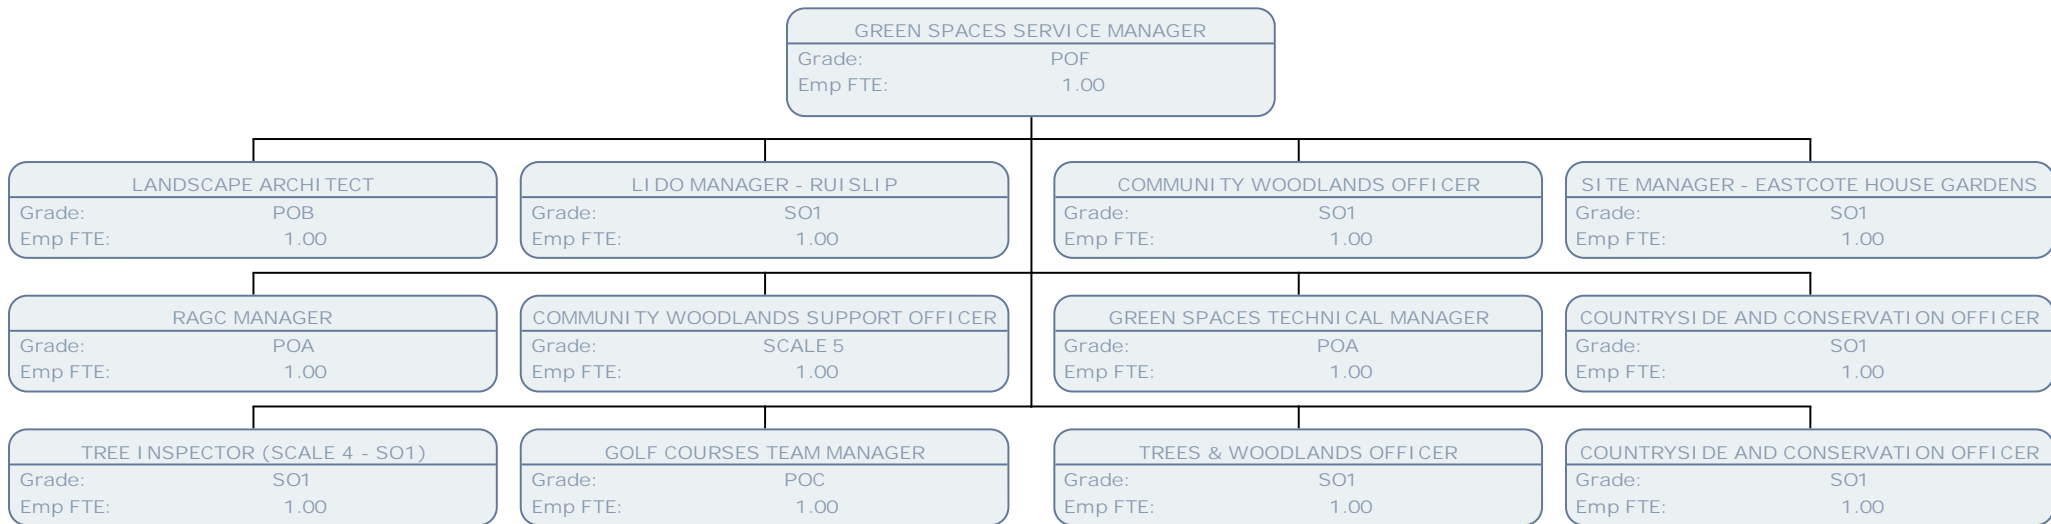 GREEN SPACES SERVICE MANAGER
Grade: POF
Emp FTE: 1.00
LANDSCAPE ARCHITECT
Grade: POB
Emp FTE: 1.00
LIDO MANAGER - RUISLIP
Grade: SO1
Emp FTE: 1.00
COMMUNITY WOODLANDS OFFICER
Grade: SO1
Emp FTE: 1.00
SITE MANAGER - EASTCOTE HOUSE GARDENS
Grade: SO1
Emp FTE: 1.00
RAGC MANAGER
Grade: POA
Emp FTE: 1.00
COMMUNITY WOODLANDS SUPPORT OFFICER
Grade: SCALE 5
Emp FTE: 1.00
GREEN SPACES TECHNICAL MANAGER
Grade: POA
Emp FTE: 1.00
COUNTRYSIDE AND CONSERVATION OFFICER
Grade: SO1
Emp FTE: 1.00
TREE INSPECTOR (SCALE 4 - SO1)
Grade: SO1
Emp FTE: 1.00
GOLF COURSES TEAM MANAGER
Grade: POC
Emp FTE: 1.00
TREES & WOODLANDS OFFICER
Grade: SO1
Emp FTE: 1.00
COUNTRYSIDE AND CONSERVATION OFFICER
Grade: SO1
Emp FTE: 1.00